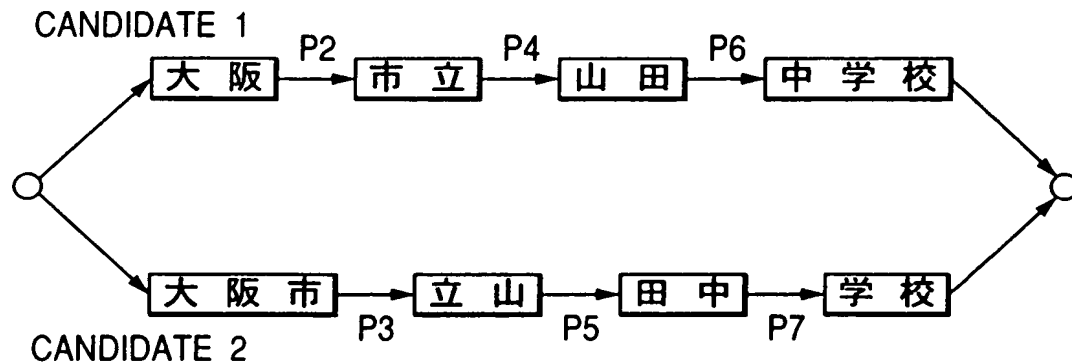 CANDIDATE 1
P2 P4 P6
大阪 市立 山田 中学校
大阪市 立山 田中 学校
P3 P5 P7
CANDIDATE 2